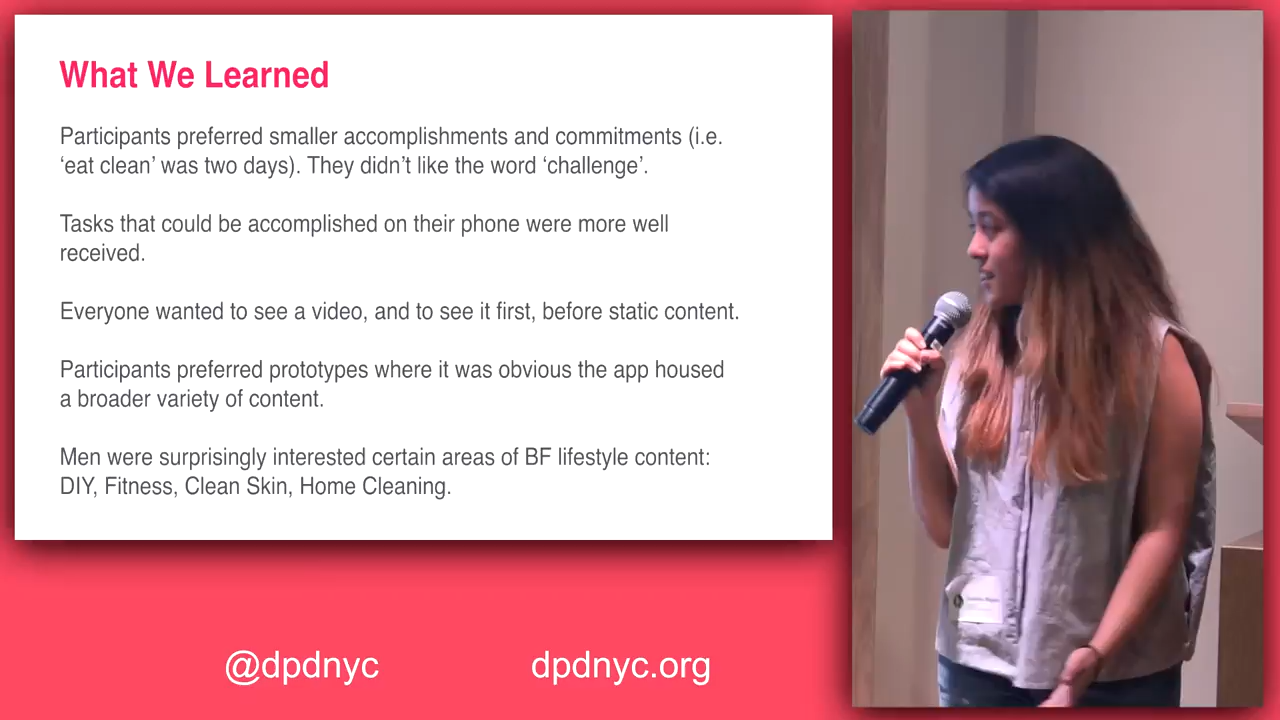 What We Learned
Participants preferred smaller accomplishments and commitments (i.e.
‘eat clean’ was two days). They didn’t like the word ‘challenge’.
Tasks that could be accomplished on their phone were more well
received.
Everyone wanted to see a video, and to see it first, before static content.
Participants preferred prototypes where it was obvious the app housed
a broader variety of content.
Men were surprisingly interested certain areas of BF lifestyle content:
DIY, Fitness, Clean Skin, Home Cleaning.
@dpdnyc
dpdnyc.org